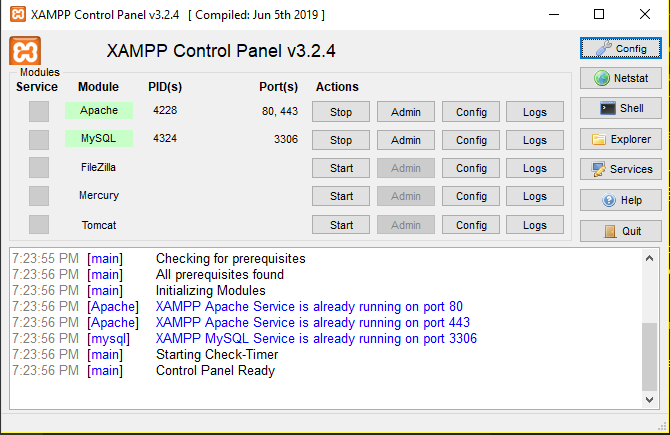 XAMPP Control Panel v3.2.4   [ Compiled: Jun 5th 2019 ]
XAMPP Control Panel v3.2.4
Config
Modules
Service Module PID(s) Port(s) Actions
Netstat
Apache 4228 80, 443 Stop Admin Config Logs
Shell
MySQL 4324 3306 Stop Admin Config Logs
Explorer
FileZilla Start Admin Config Logs
Services
Mercury Start Admin Config Logs
Help
Tomcat Start Admin Config Logs
Quit
7:23:55 PM [main] Checking for prerequisites
7:23:56 PM [main] All prerequisites found
7:23:56 PM [main] Initializing Modules
7:23:56 PM [Apache] XAMPP Apache Service is already running on port 80
7:23:56 PM [Apache] XAMPP Apache Service is already running on port 443
7:23:56 PM [mysql] XAMPP MySQL Service is already running on port 3306
7:23:56 PM [main] Starting Check-Timer
7:23:56 PM [main] Control Panel Ready